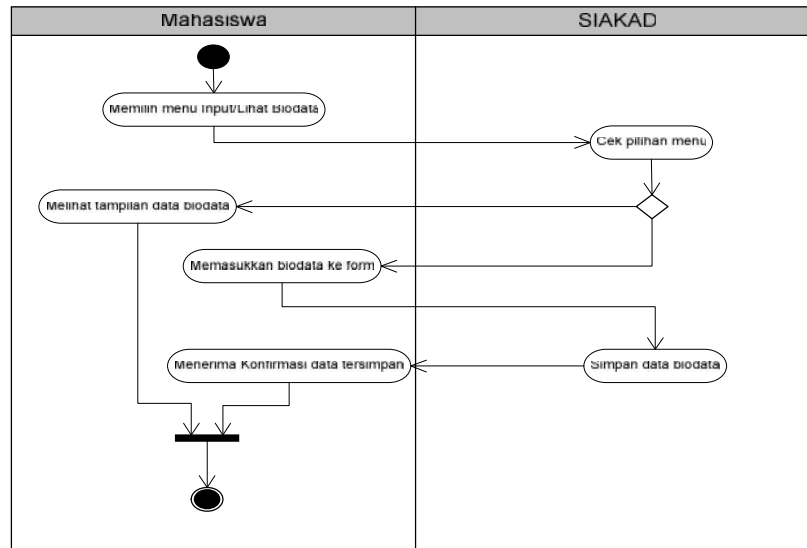 Mahasiswa
SIAKAD
Memilih menu Input/Lihat Biodata
Cek pilihan menu
Melihat tampilan data biodata
Memasukkan biodata ke form
Menerima Konfirmasi data tersimpan
Simpan data biodata